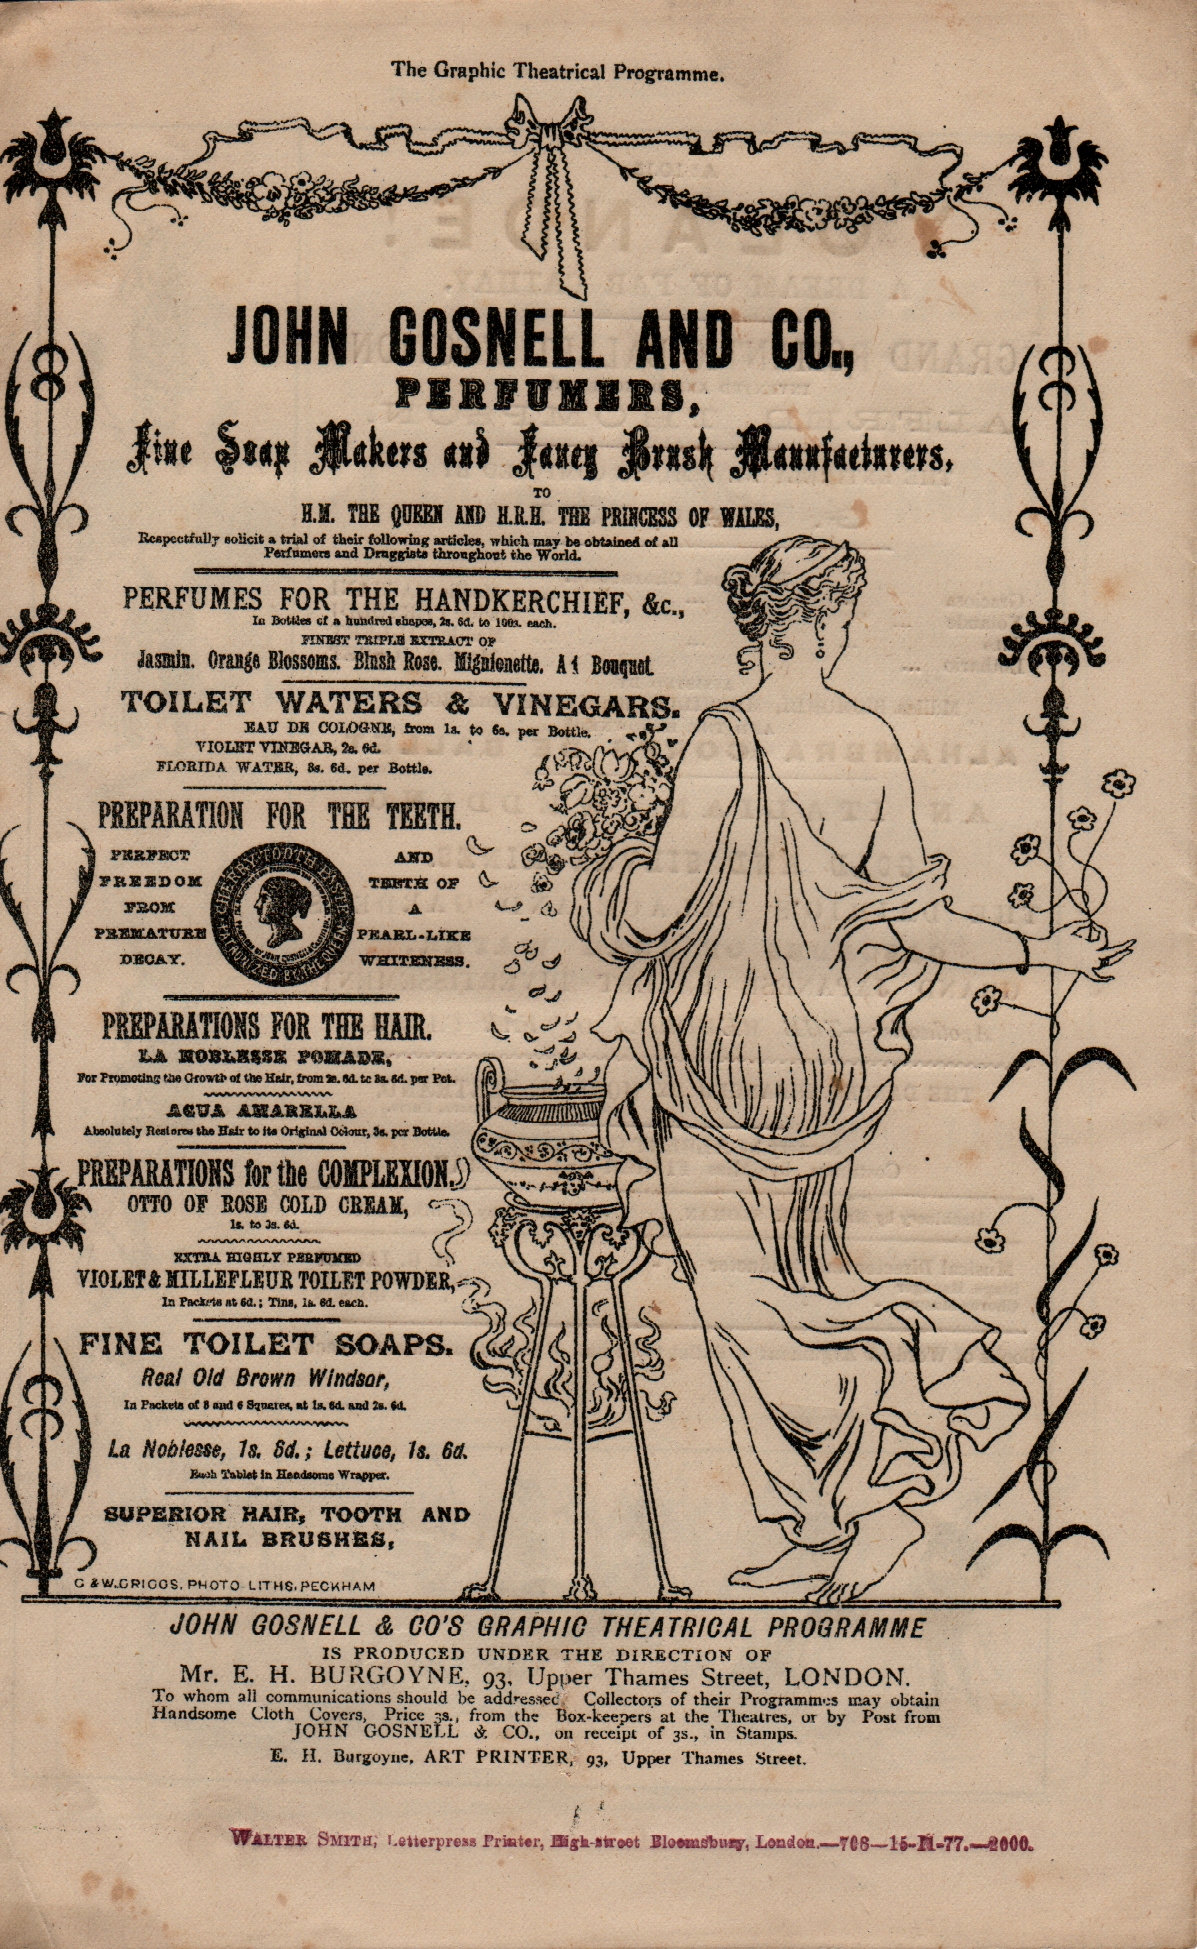 The Graphic Theatrical Programme.
JOHN GOSNELL AND CO.,
PERFUMERS,
Fine Soap Makers and Fancy Brush Manufacturers,
TO
H.M. THE QUEEN AND H.R.H. THE PRINCESS OF WALES,
Respectfully solicit a trial of their following articles, which may be obtained of all
Perfumers and Druggists throughout the World.
PERFUMES FOR THE HANDKERCHIEF, &c.,
In Bottles of a hundred shapes, 2s. 6d. to 100s. each.
FINEST TRIPLE EXTRACT OF
Jasmin. Orange Blossoms. Blush Rose. Mignionette. A 1 Bouquet.
TOILET WATERS & VINEGARS.
EAU DE COLOGNE, from 1s. to 6s. per Bottle.
VIOLET VINEGAR, 2s. 6d.
FLORIDA WATER, 3s. 6d. per Bottle.
PREPARATION FOR THE TEETH.
PERFECT
FREEDOM
FROM
PREMATURE
DECAY.
CHERRY TOOTH PASTE
AND
TEETH OF
A
PEARL-LIKE
WHITENESS.
PREPARATIONS FOR THE HAIR.
LA NOBLESSE POMADE,
For Promoting the Growth of the Hair, from 2s. 6d. to 3s. 6d. per Pot.
AGUA AMARELLA
Absolutely Restores the Hair to its Original Colour, 3s. per Bottle.
PREPARATIONS for the COMPLEXION.
OTTO OF ROSE COLD CREAM,
1s. to 3s. 6d.
EXTRA HIGHLY PERFUMED
VIOLET & MILLEFLEUR TOILET POWDER,
In Packets at 6d.; Tins, 1s. 6d. each.
FINE TOILET SOAPS.
Real Old Brown Windsor,
In Packets of 8 and 6 Squares, at 1s. 6d. and 2s. 6d.
La Noblesse, 1s. 8d.; Lettuce, 1s. 6d.
Each Tablet in Handsome Wrapper.
SUPERIOR HAIR, TOOTH AND
NAIL BRUSHES,
G & W. GRIGGS. PHOTO LITHS, PECKHAM
JOHN GOSNELL & CO'S GRAPHIC THEATRICAL PROGRAMME
IS PRODUCED UNDER THE DIRECTION OF
Mr. E. H. BURGOYNE, 93, Upper Thames Street, LONDON.
To whom all communications should be addressed. Collectors of their Programmes may obtain
Handsome Cloth Covers, Price 3s., from the Box-keepers at the Theatres, or by Post from
JOHN GOSNELL & CO., on receipt of 3s., in Stamps.
E. H. Burgoyne, ART PRINTER, 93, Upper Thames Street.
WALTER SMITH, Letterpress Printer, High-street Bloomsbury, London.—708—15-11-77.—2000.